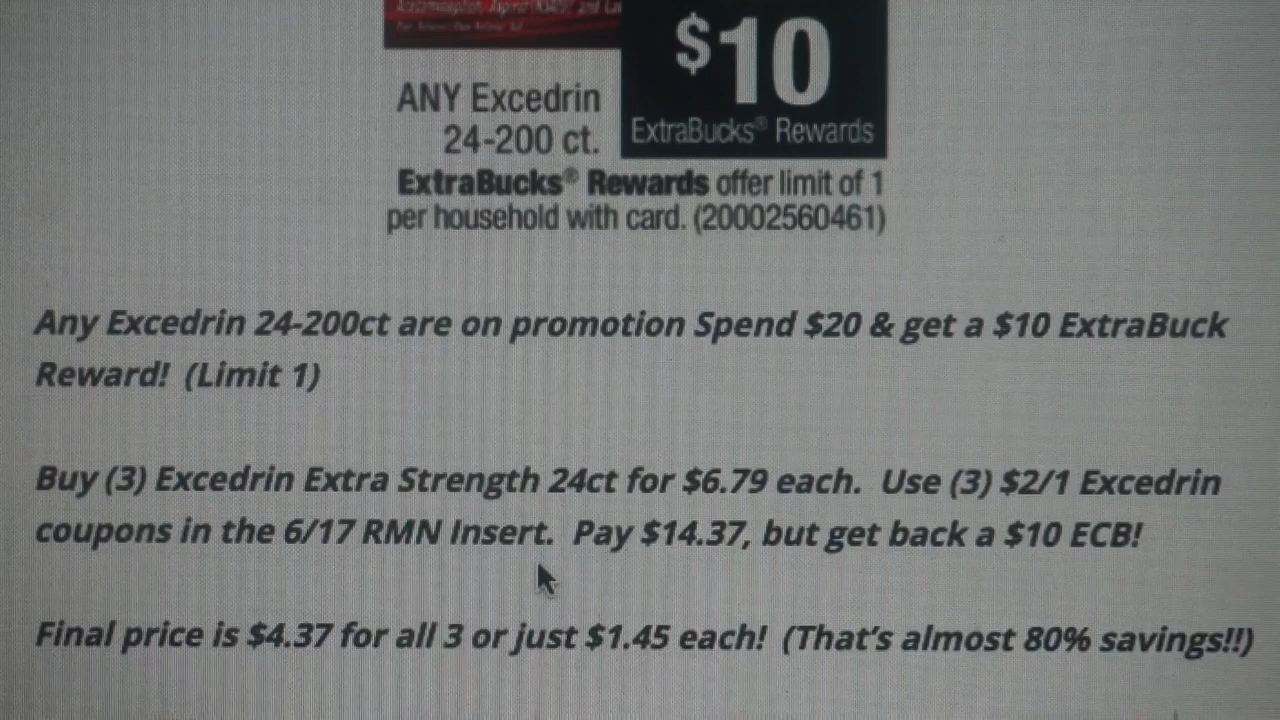 $10
ANY Excedrin
24-200 ct.
ExtraBucks® Rewards
ExtraBucks® Rewards offer limit of 1
per household with card. (20002560461)
Any Excedrin 24-200ct are on promotion Spend $20 & get a $10 ExtraBuck
Reward! (Limit 1)
Buy (3) Excedrin Extra Strength 24ct for $6.79 each. Use (3) $2/1 Excedrin
coupons in the 6/17 RMN Insert. Pay $14.37, but get back a $10 ECB!
Final price is $4.37 for all 3 or just $1.45 each! (That's almost 80% savings!!)